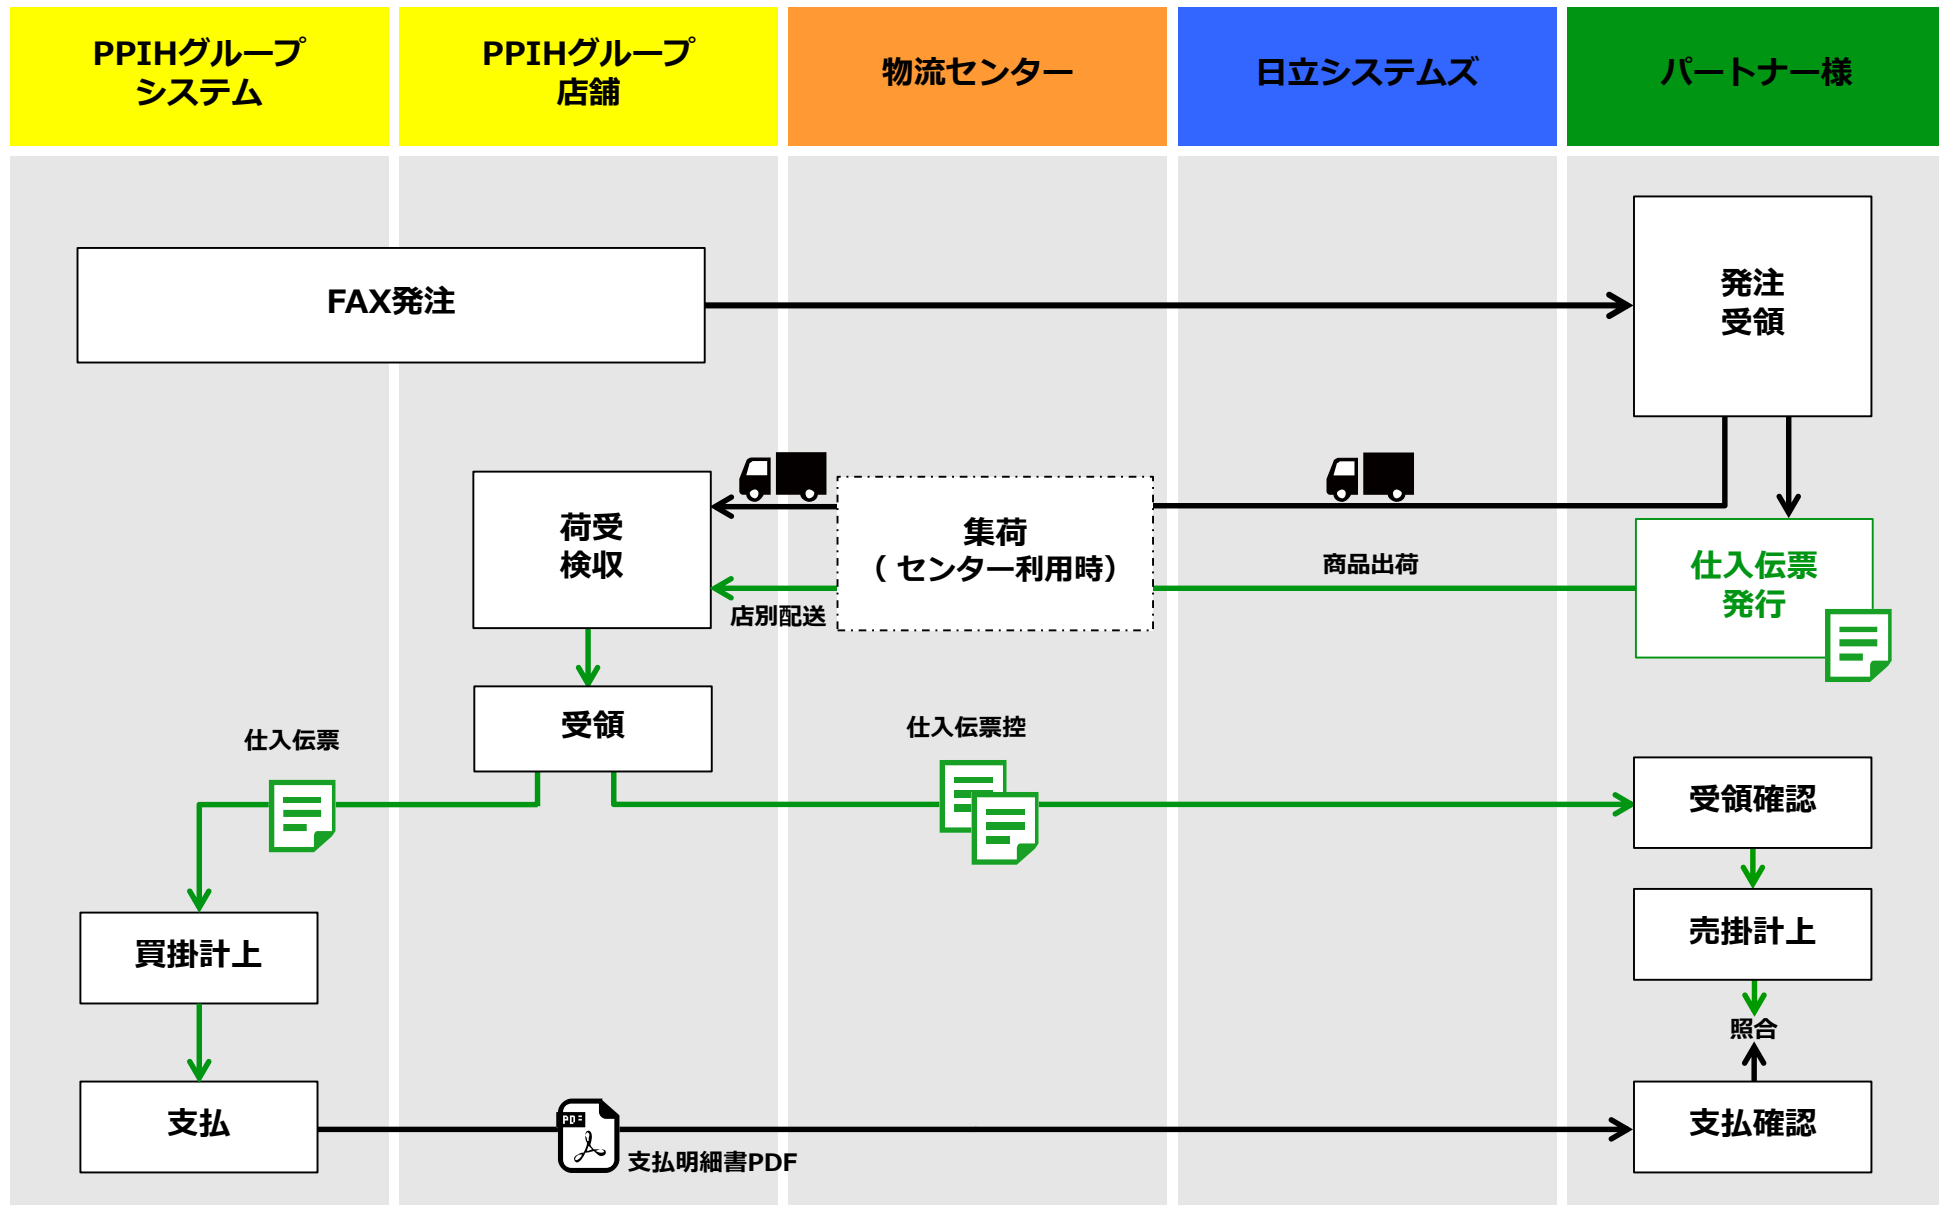 PPIHグループ
システム
PPIHグループ
店舗
物流センター
日立システムズ
パートナー様
FAX発注
発注
受領
荷受
検収
集荷
（ センター利用時）
商品出荷
店別配送
仕入伝票
発行
受領
仕入伝票
仕入伝票控
受領確認
買掛計上
売掛計上
照合
支払
PDF
支払明細書PDF
支払確認